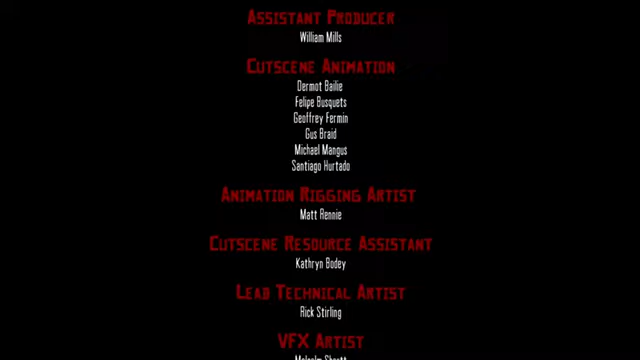 Assistant Producer
William Mills
Cutscene Animation
Dermot Bailie
Felipe Busquets
Geoffrey Fermin
Gus Braid
Michael Mangus
Santiago Hurtado
Animation Rigging Artist
Matt Rennie
Cutscene Resource Assistant
Kathryn Bodey
Lead Technical Artist
Rick Stirling
VFX Artist